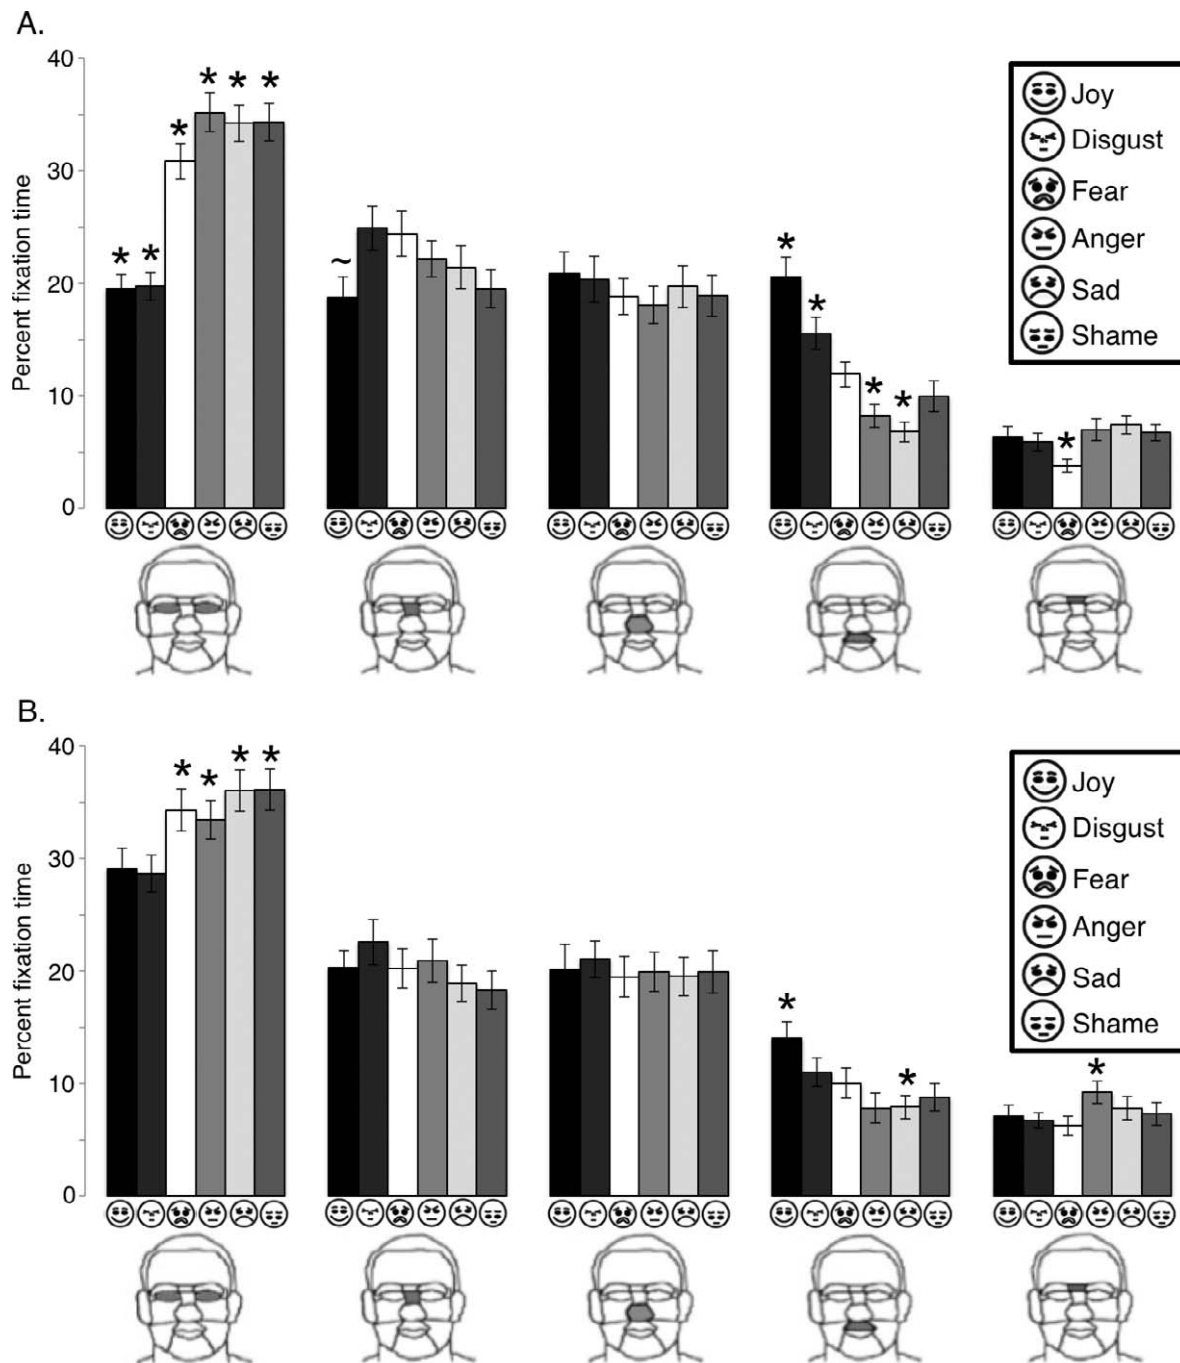 A.
40
30
20
10
0
Percent fixation time
* * * * * *
~
* * * *
*
Joy
Disgust
Fear
Anger
Sad
Shame
B.
40
30
20
10
0
Percent fixation time
* * * *
* *
*
Joy
Disgust
Fear
Anger
Sad
Shame